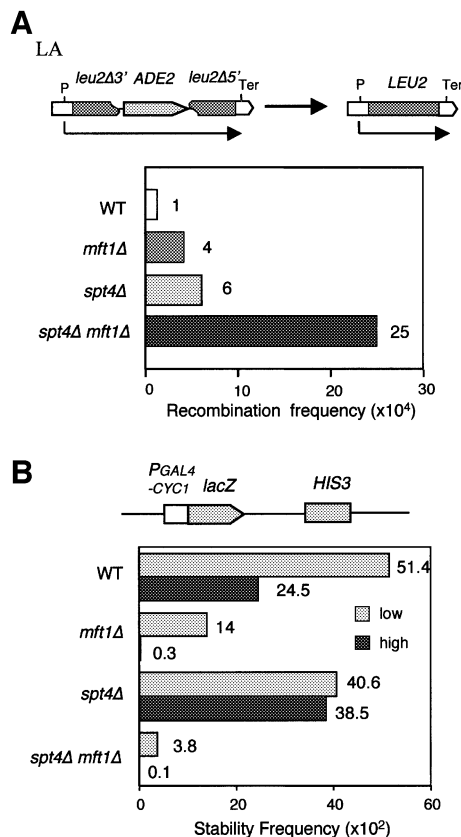 A
LA
leu2Δ3’ ADE2 leu2Δ5’
P Ter P Ter
LEU2
WT 1
mft1Δ 4
spt4Δ 6
spt4Δ mft1Δ 25
0 10 20 30
Recombination frequency (x10⁴)
B
PGAL4
-CYC1 lacZ HIS3
WT 51.4
24.5
low
high
mft1Δ 14
0.3
spt4Δ 40.6
38.5
spt4Δ mft1Δ 3.8
0.1
0 20 40 60
Stability Frequency (x10²)